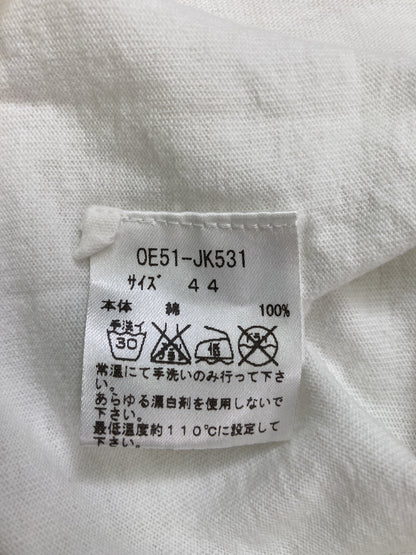 OE51-JK531
サイズ 44
本体 綿 100%
手洗イ
30
低
常温にて手洗いのみ行って下さ
い。
あらゆる漂白剤を使用しないで
下さい。
最低温度約110℃に設定して
下さい。